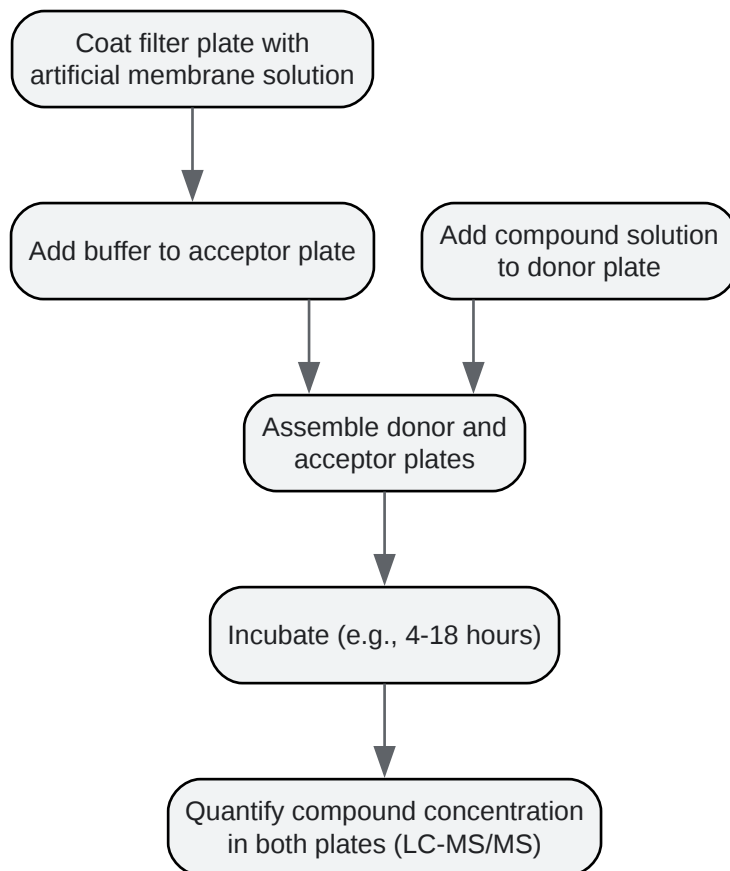 Coat filter plate with
artificial membrane solution
Add buffer to acceptor plate
Add compound solution
to donor plate
Assemble donor and
acceptor plates
Incubate (e.g., 4-18 hours)
Quantify compound concentration
in both plates (LC-MS/MS)